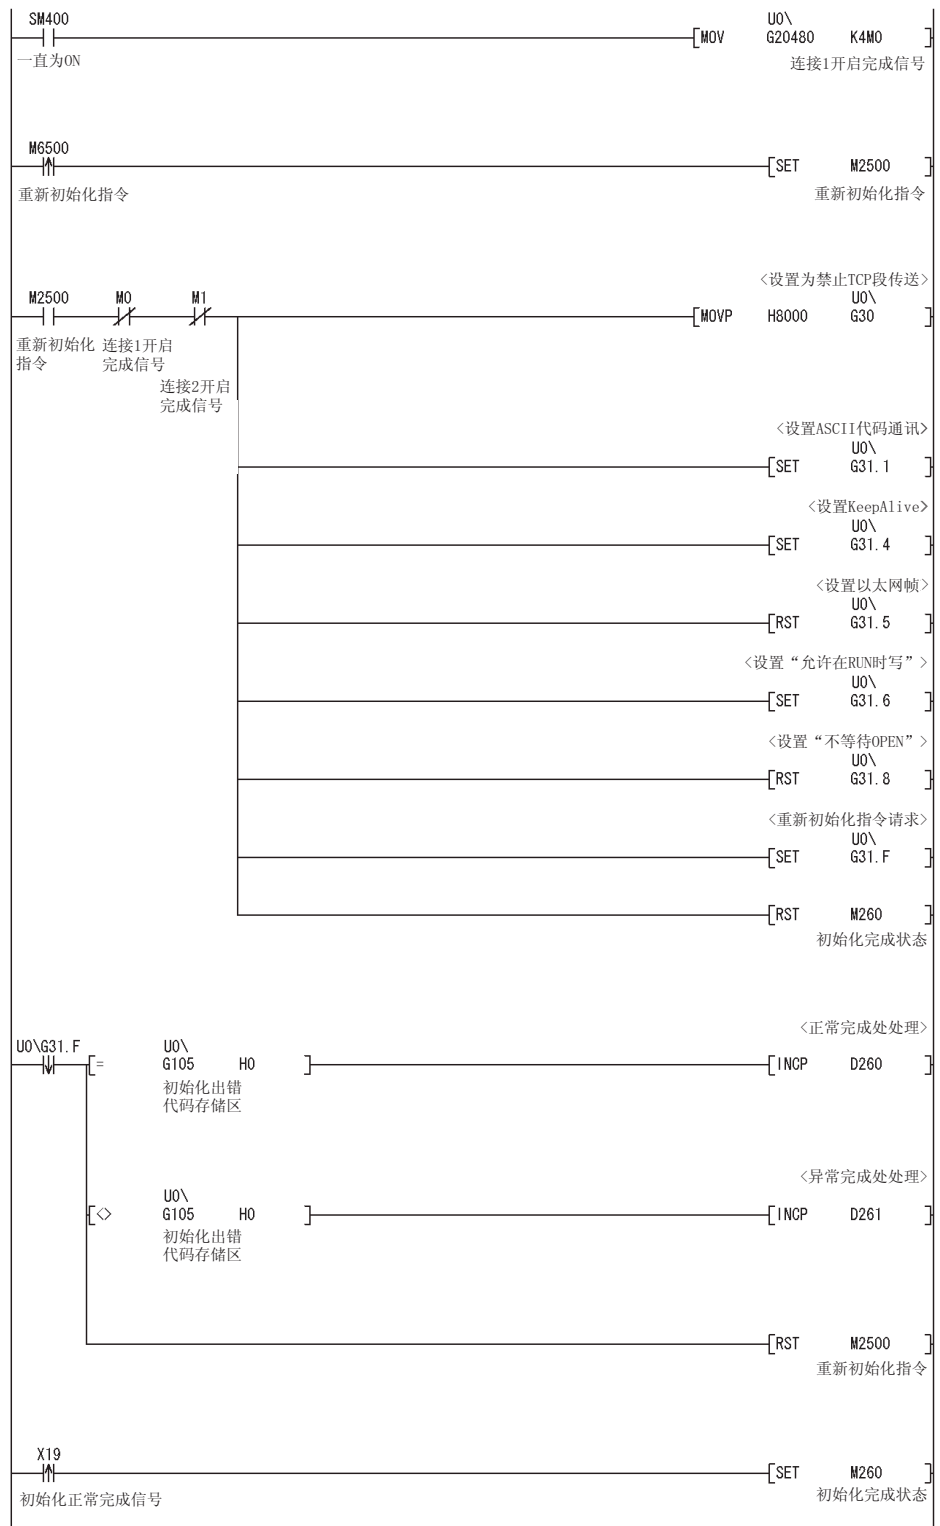 SM400
U0\
MOV G20480 K4M0
一直为ON
连接1开启完成信号
M6500
SET M2500
重新初始化指令
重新初始化指令
<设置为禁止TCP段传送>
M2500 M0 M1
U0\
MOVP H8000 G30
重新初始化 连接1开启
指令 完成信号
连接2开启
完成信号
<设置ASCII代码通讯>
U0\
SET G31.1
<设置KeepAlive>
U0\
SET G31.4
<设置以太网帧>
U0\
RST G31.5
<设置“允许在RUN时写”>
U0\
SET G31.6
<设置“不等待OPEN”>
U0\
RST G31.8
<重新初始化指令请求>
U0\
SET G31.F
RST M260
初始化完成状态
<正常完成处处理>
U0\G31.F U0\
= G105 H0 INCP D260
初始化出错
代码存储区
<异常完成处处理>
U0\
<> G105 H0 INCP D261
初始化出错
代码存储区
RST M2500
重新初始化指令
X19
SET M260
初始化正常完成信号
初始化完成状态